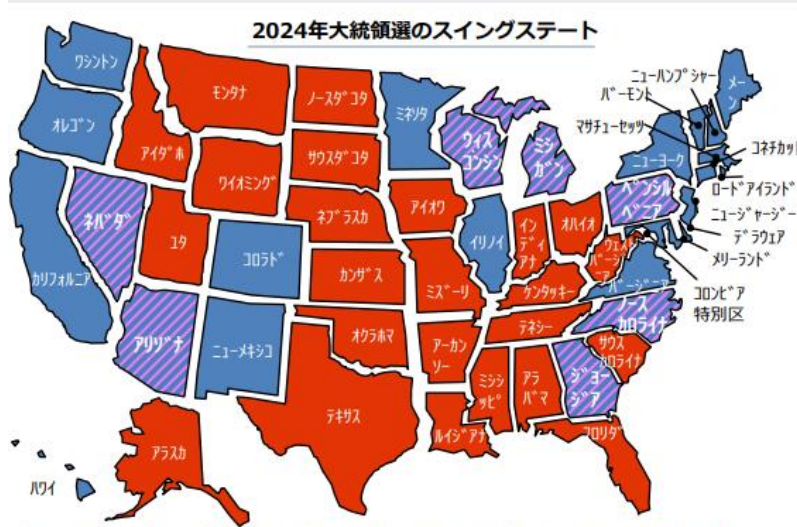 2024年大統領選のスイングステート
ワシントン
モンタナ
ノースダコタ
ミネソタ
ニューハンプシャー
バーモント
メー
ン
マサチューセッツ
オレゴン
アイダホ
サウスダコタ
ウィス
コンシン
ミシ
ガン
ニューヨーク
コネチカット
ワイオミング
ロードアイランド
ペンシル
ベニア
ネバダ
ネブラスカ
アイオワ
ニュージャージー
ユタ
イリノイ
イン
ディ
アナ
オハイオ
デラウェア
カリフォルニア
コロラド
カンザス
ミズーリ
ウェスト
バージ
ニア
メリーランド
バージニア
ケンタッキー
コロンビア
特別区
アリゾナ
ニューメキシコ
オクラホマ
アーカン
ソー
テネシー
ノース
カロライナ
サウス
カロライナ
テキサス
ミシシ
ッピ
アラ
バマ
ジョー
ジア
ルイジアナ
フロリダ
アラスカ
ハワイ